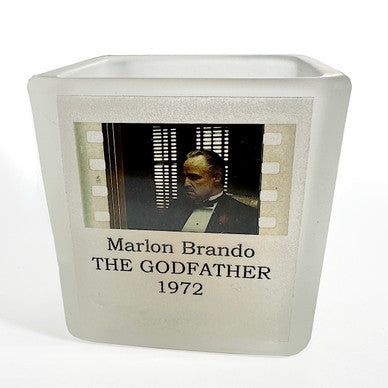 Marlon Brando
THE GODFATHER
1972